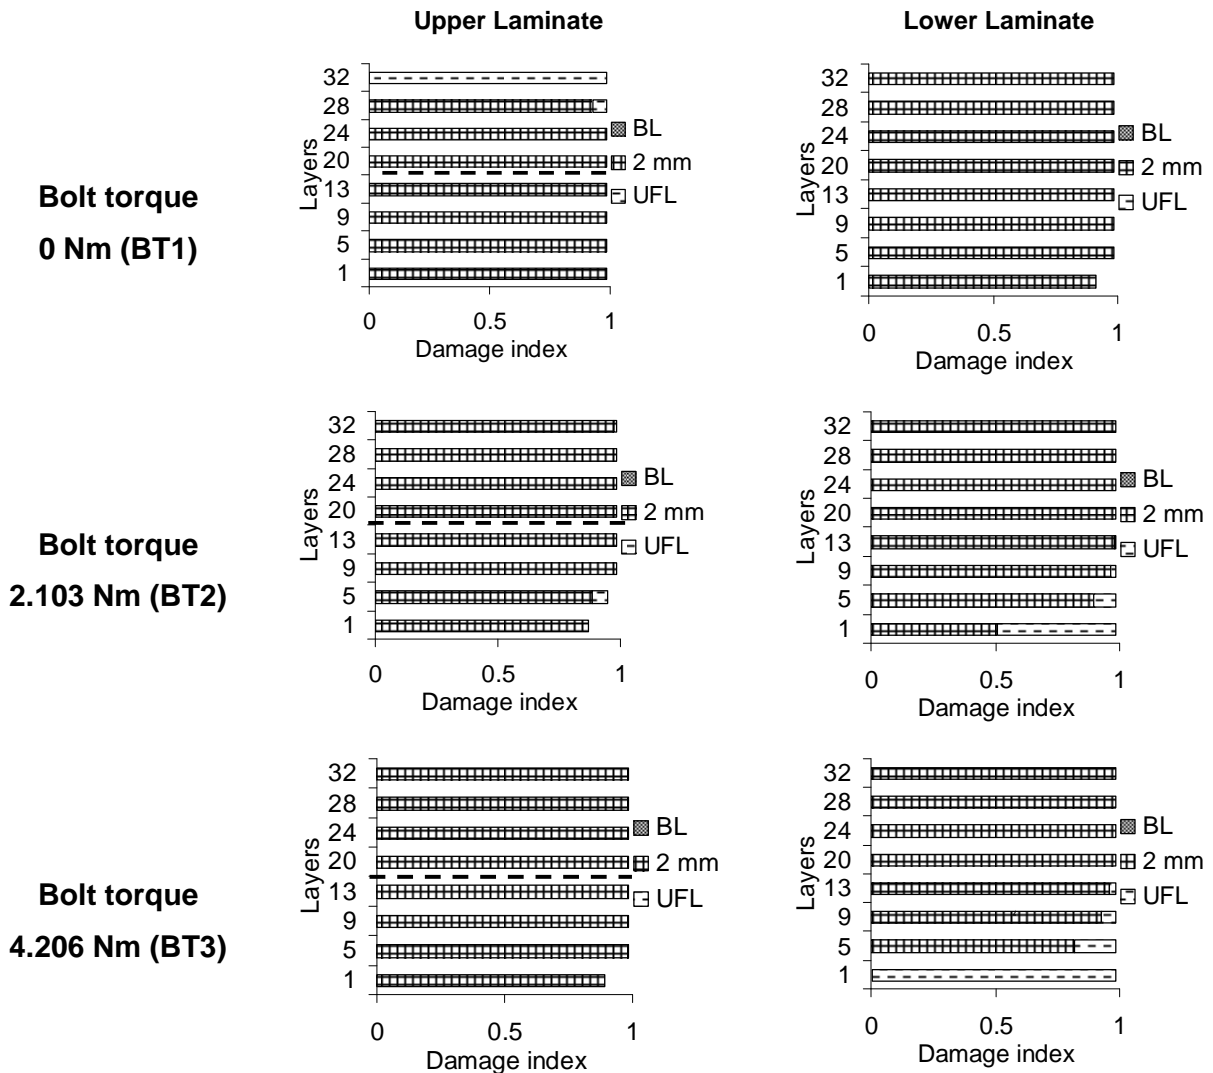 Upper Laminate
Lower Laminate
Bolt torque
0 Nm (BT1)
Layers
32
28
24
20
13
9
5
1
BL
2 mm
UFL
0 0.5 1
Damage index
Layers
32
28
24
20
13
9
5
1
BL
2 mm
UFL
0 0.5 1
Damage index
Bolt torque
2.103 Nm (BT2)
Layers
32
28
24
20
13
9
5
1
BL
2 mm
UFL
0 0.5 1
Damage index
Layers
32
28
24
20
13
9
5
1
BL
2 mm
UFL
0 0.5 1
Damage index
Bolt torque
4.206 Nm (BT3)
Layers
32
28
24
20
13
9
5
1
BL
2 mm
UFL
0 0.5 1
Damage index
Layers
32
28
24
20
13
9
5
1
BL
2 mm
UFL
0 0.5 1
Damage index